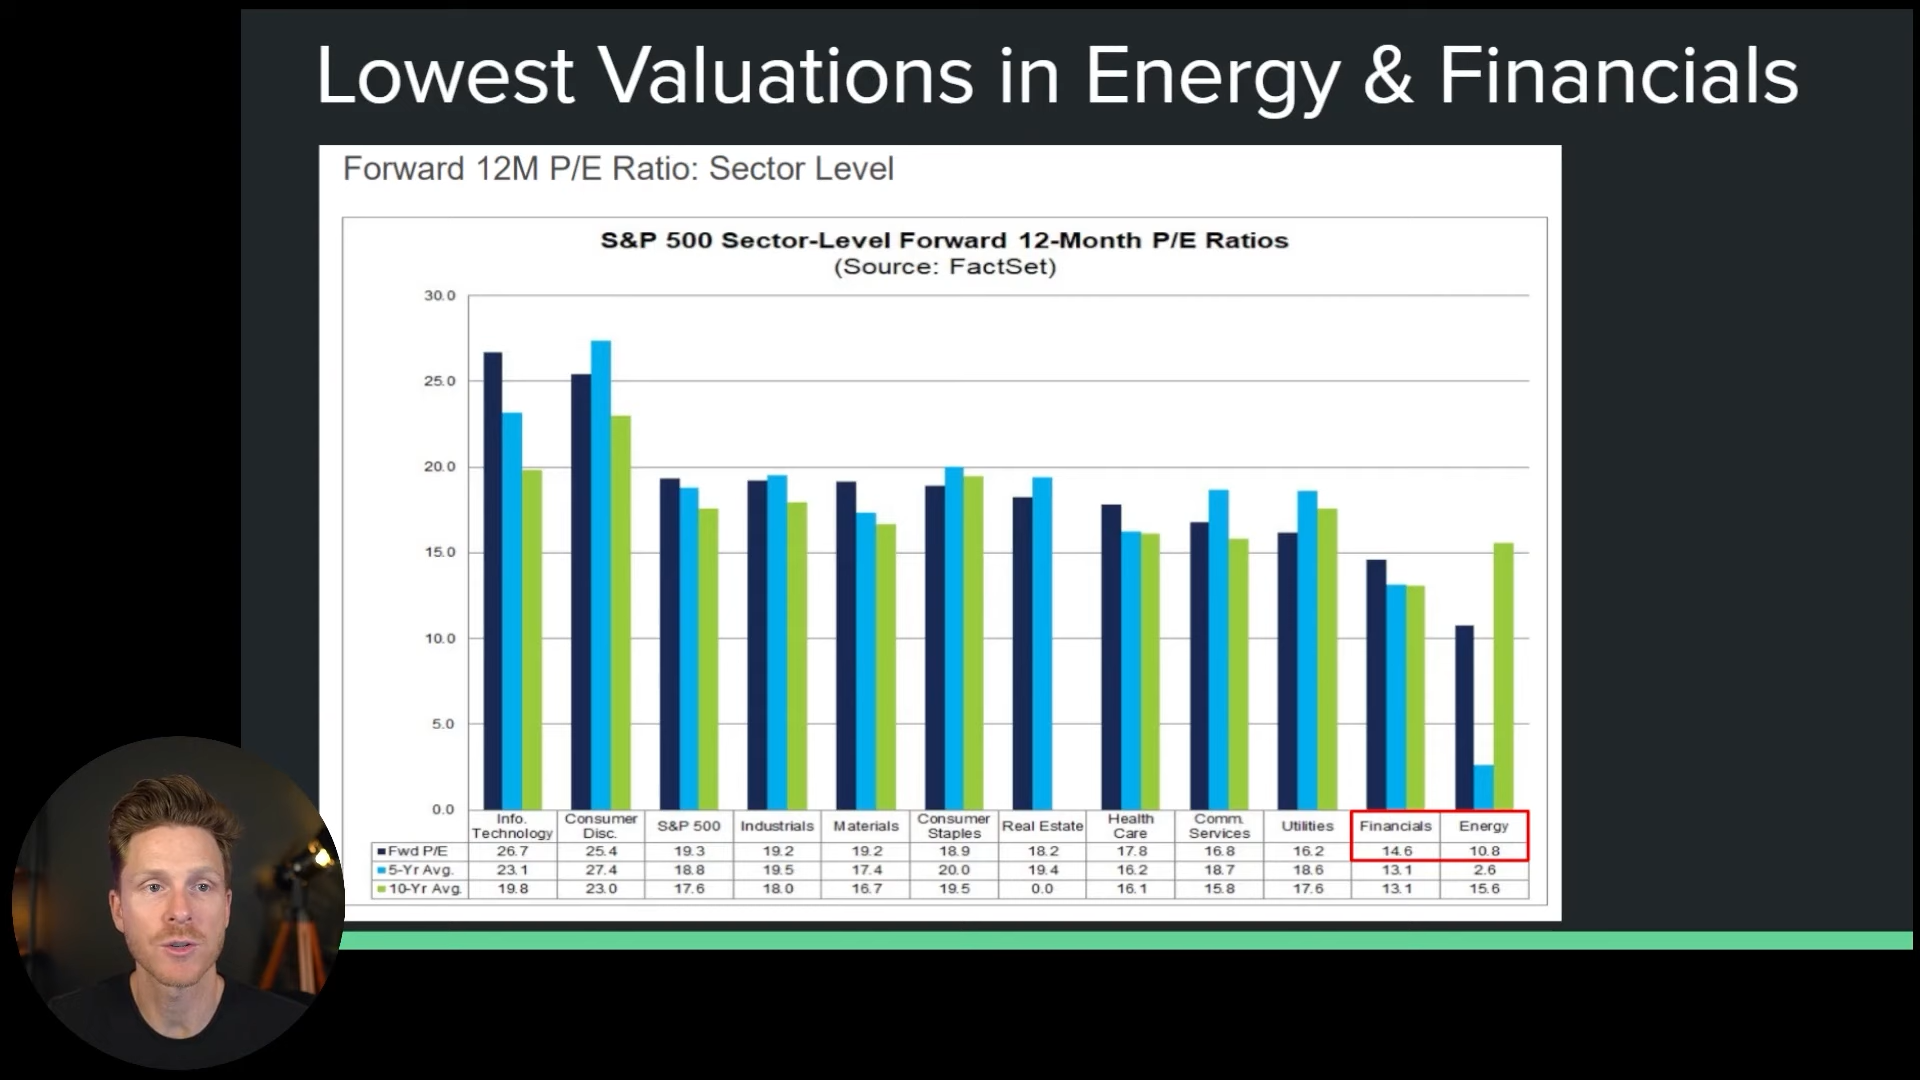 Lowest Valuations in Energy & Financials
Forward 12M P/E Ratio: Sector Level
S&P 500 Sector-Level Forward 12-Month P/E Ratios
(Source: FactSet)
30.0
25.0
20.0
15.0
10.0
5.0
0.0
Info. Technology Consumer Disc. S&P 500 Industrials Materials Consumer Staples Real Estate Health Care Comm. Services Utilities Financials Energy
Fwd P/E 26.7 25.4 19.3 19.2 19.2 18.9 18.2 17.8 16.8 16.2 14.6 10.8
5-Yr Avg. 23.1 27.4 18.8 19.5 17.4 20.0 19.4 16.2 18.7 18.6 13.1 2.6
10-Yr Avg. 19.8 23.0 17.6 18.0 16.7 19.5 0.0 16.1 15.8 17.6 13.1 15.6